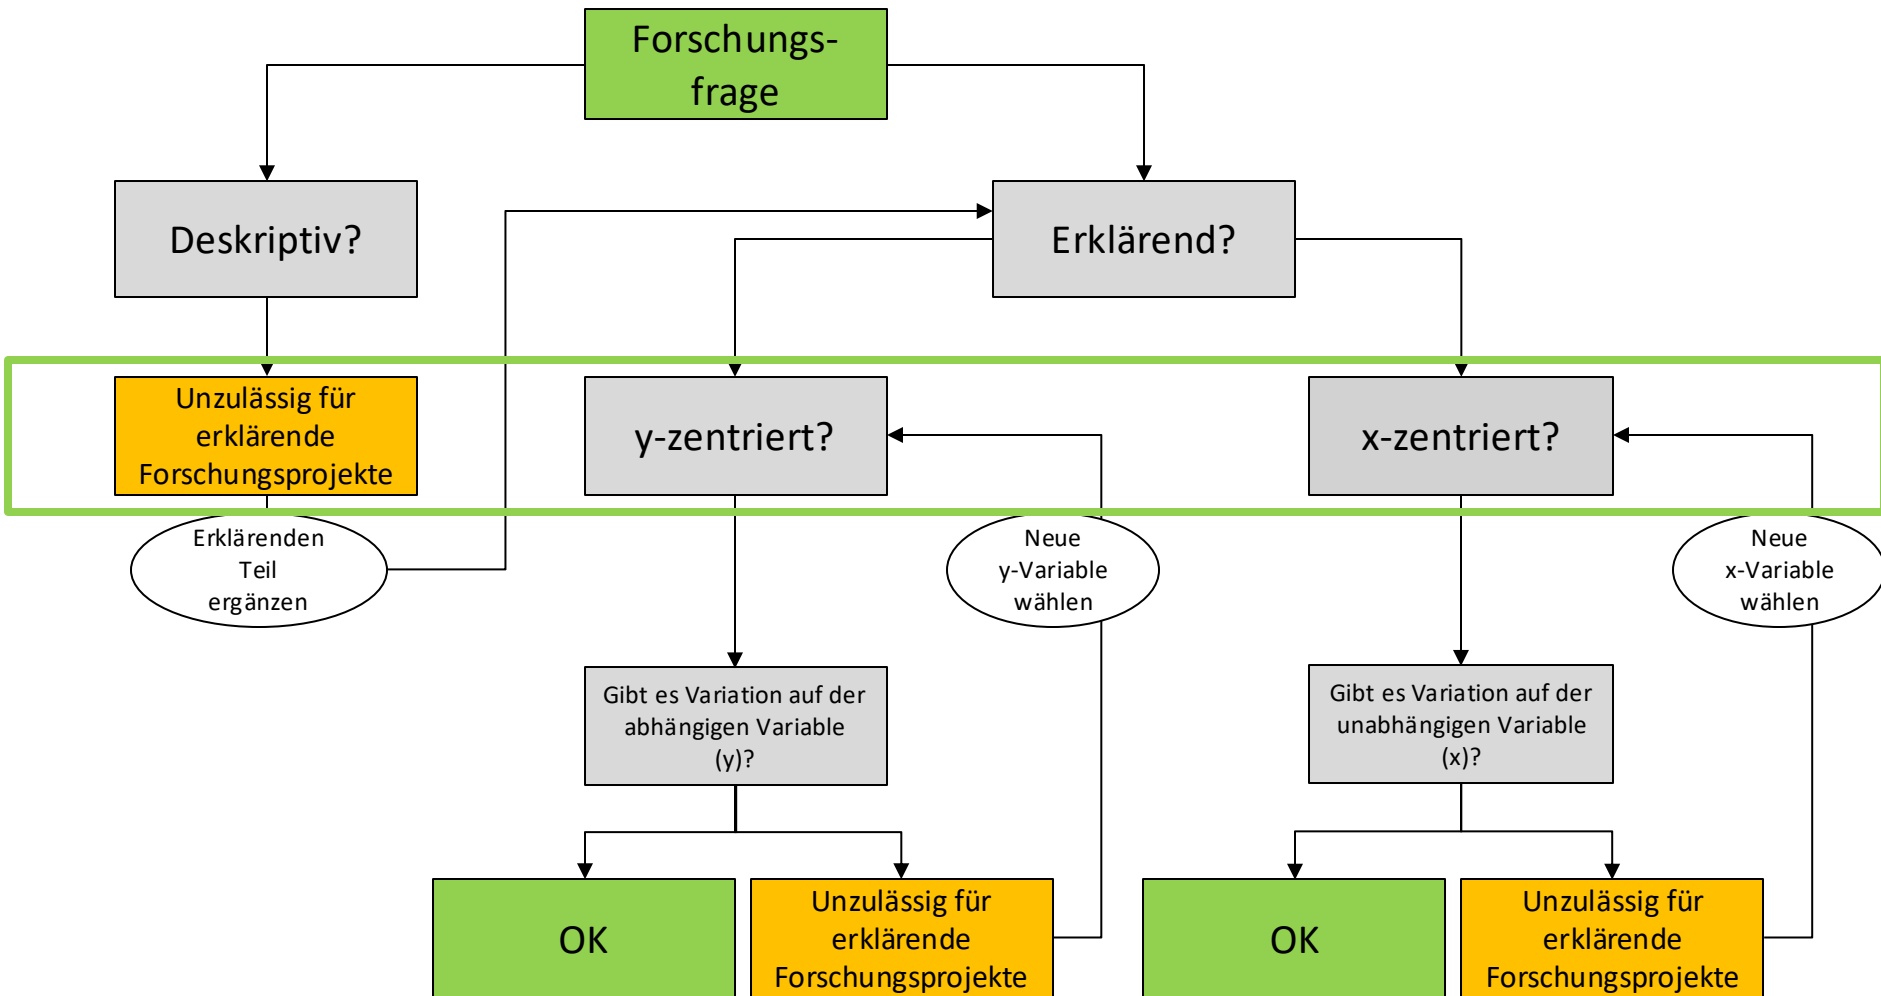 Forschungs-
frage
Deskriptiv?
Erklärend?
Unzulässig für
erklärende
Forschungsprojekte
y-zentriert?
x-zentriert?
Erklärenden
Teil
ergänzen
Neue
y-Variable
wählen
Neue
x-Variable
wählen
Gibt es Variation auf der
abhängigen Variable
(y)?
Gibt es Variation auf der
unabhängigen Variable
(x)?
OK
Unzulässig für
erklärende
Forschungsprojekte
OK
Unzulässig für
erklärende
Forschungsprojekte